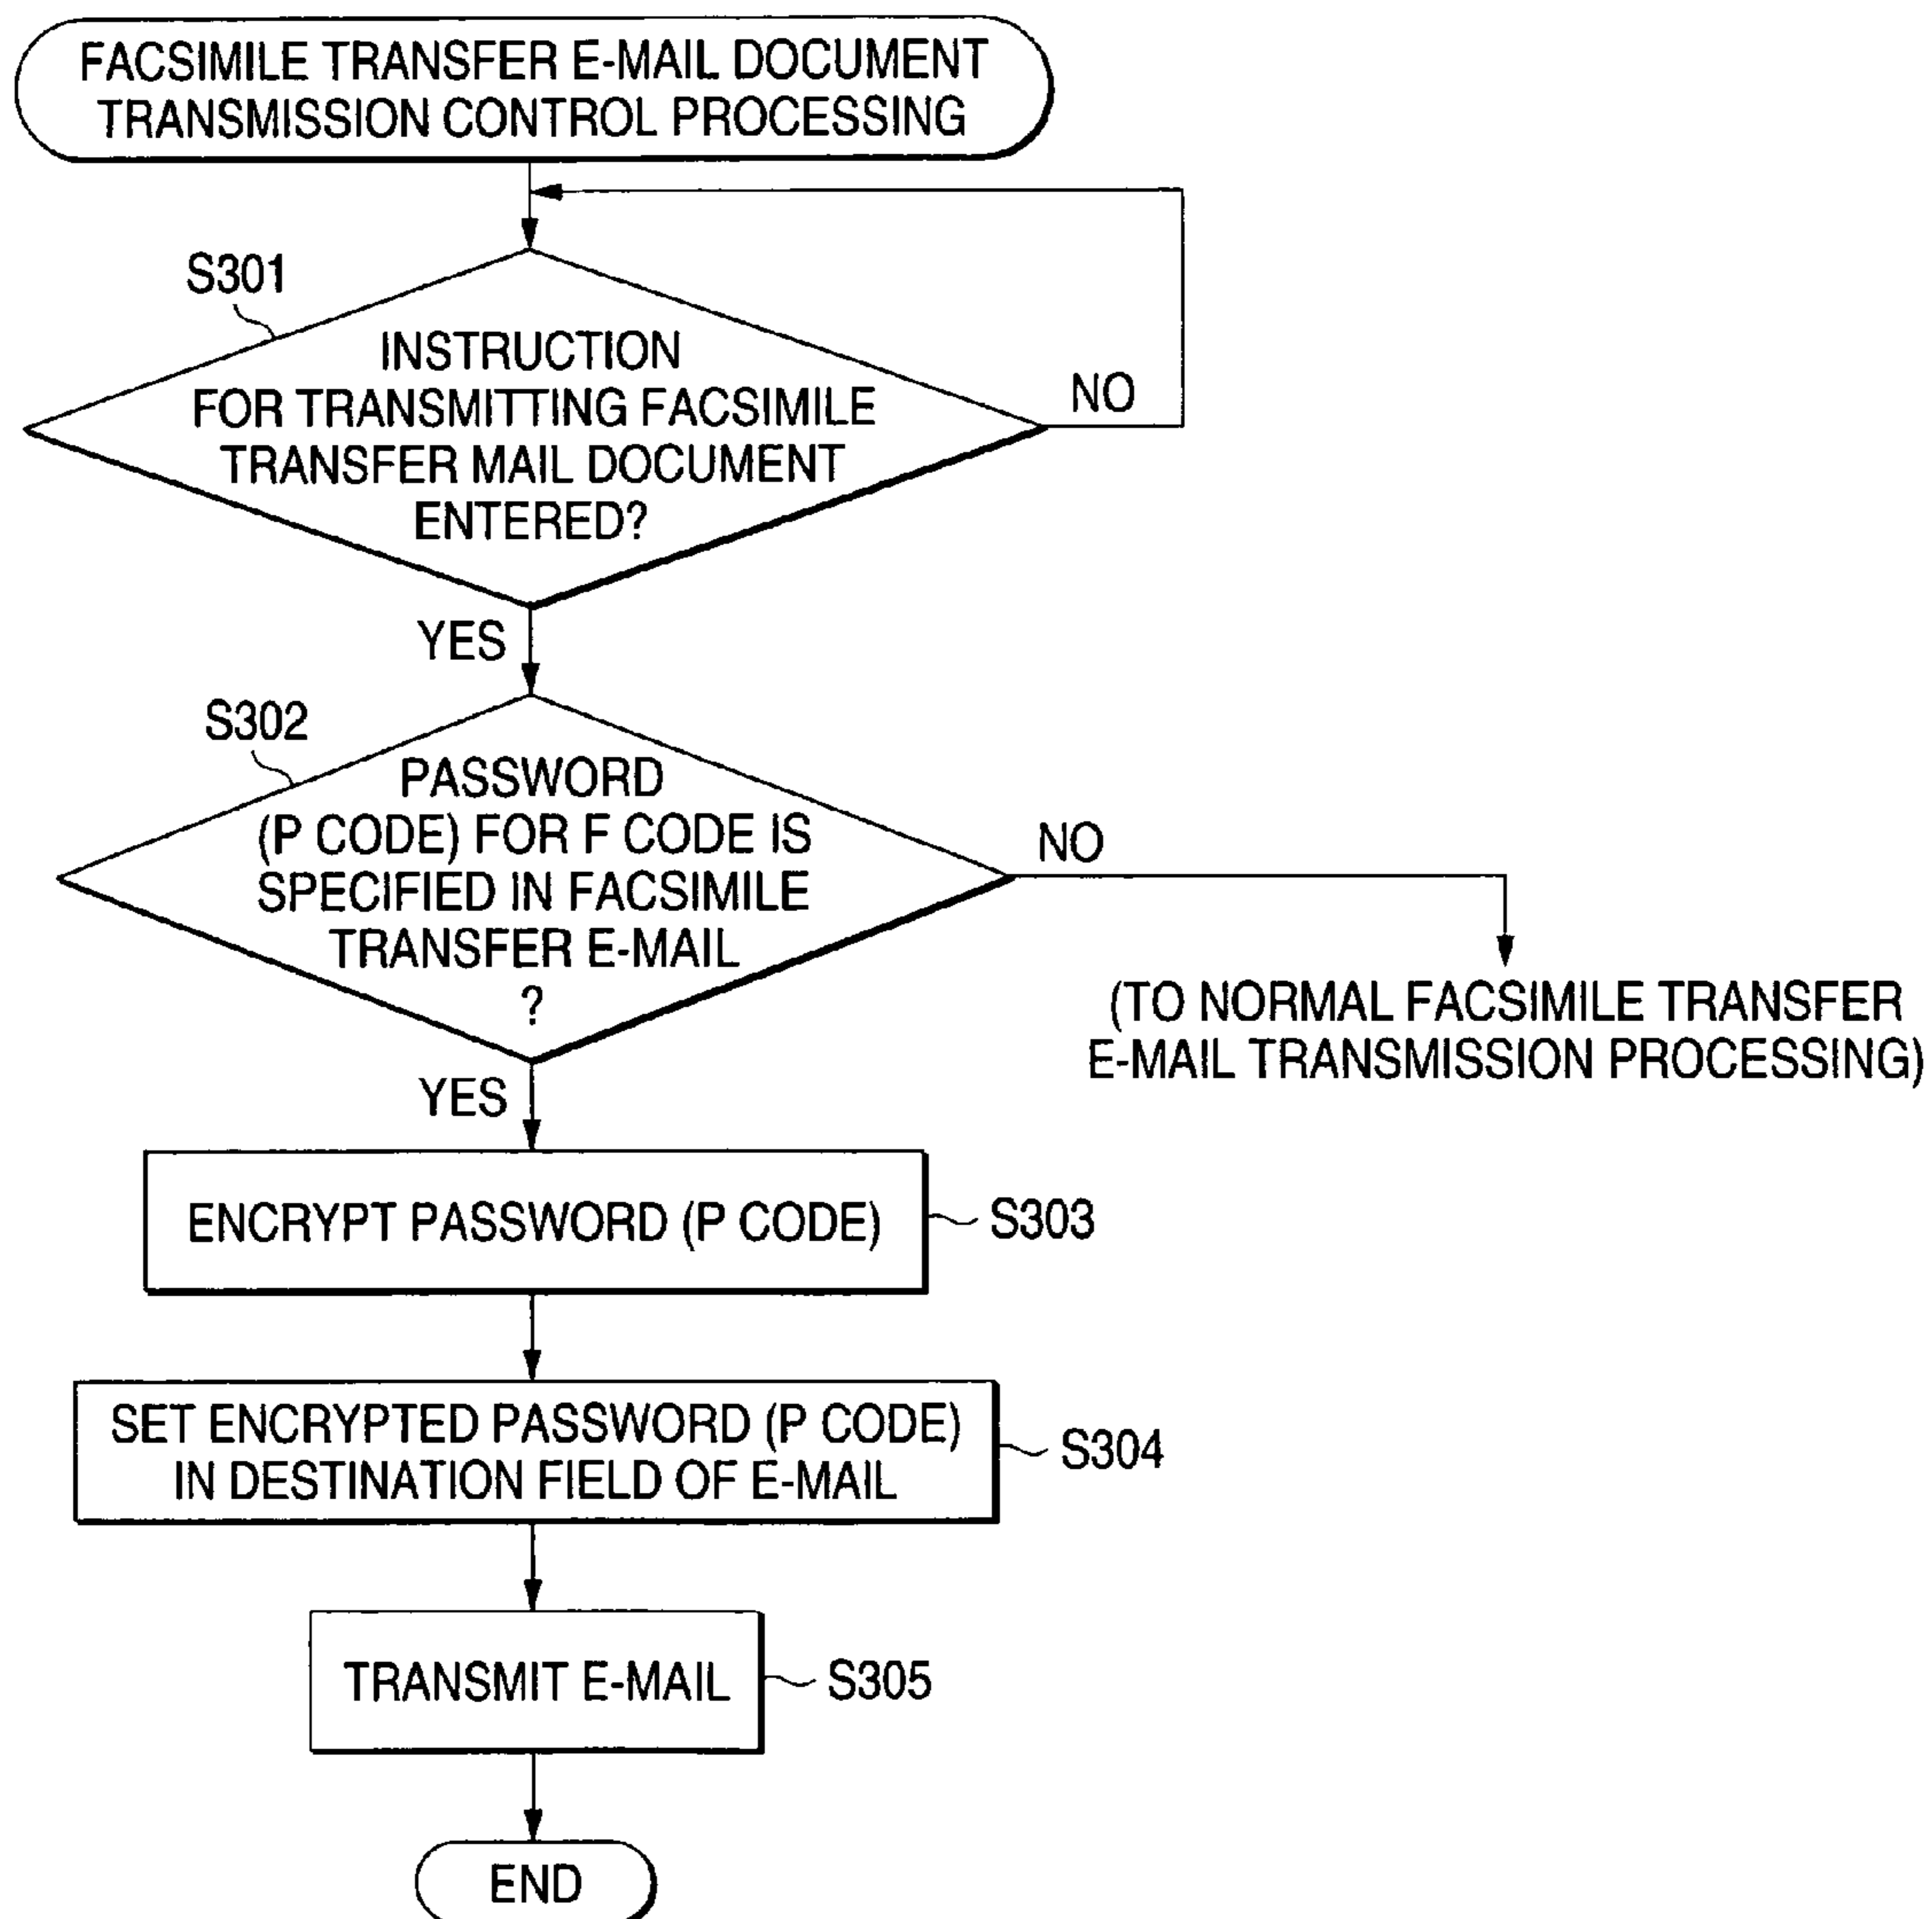 FACSIMILE TRANSFER E-MAIL DOCUMENT
TRANSMISSION CONTROL PROCESSING
S301
INSTRUCTION
FOR TRANSMITTING FACSIMILE
TRANSFER MAIL DOCUMENT
ENTERED?
NO
YES
S302
PASSWORD
(P CODE) FOR F CODE IS
SPECIFIED IN FACSIMILE
TRANSFER E-MAIL
?
NO
(TO NORMAL FACSIMILE TRANSFER
E-MAIL TRANSMISSION PROCESSING)
YES
ENCRYPT PASSWORD (P CODE)
S303
SET ENCRYPTED PASSWORD (P CODE)
IN DESTINATION FIELD OF E-MAIL
S304
TRANSMIT E-MAIL
S305
END